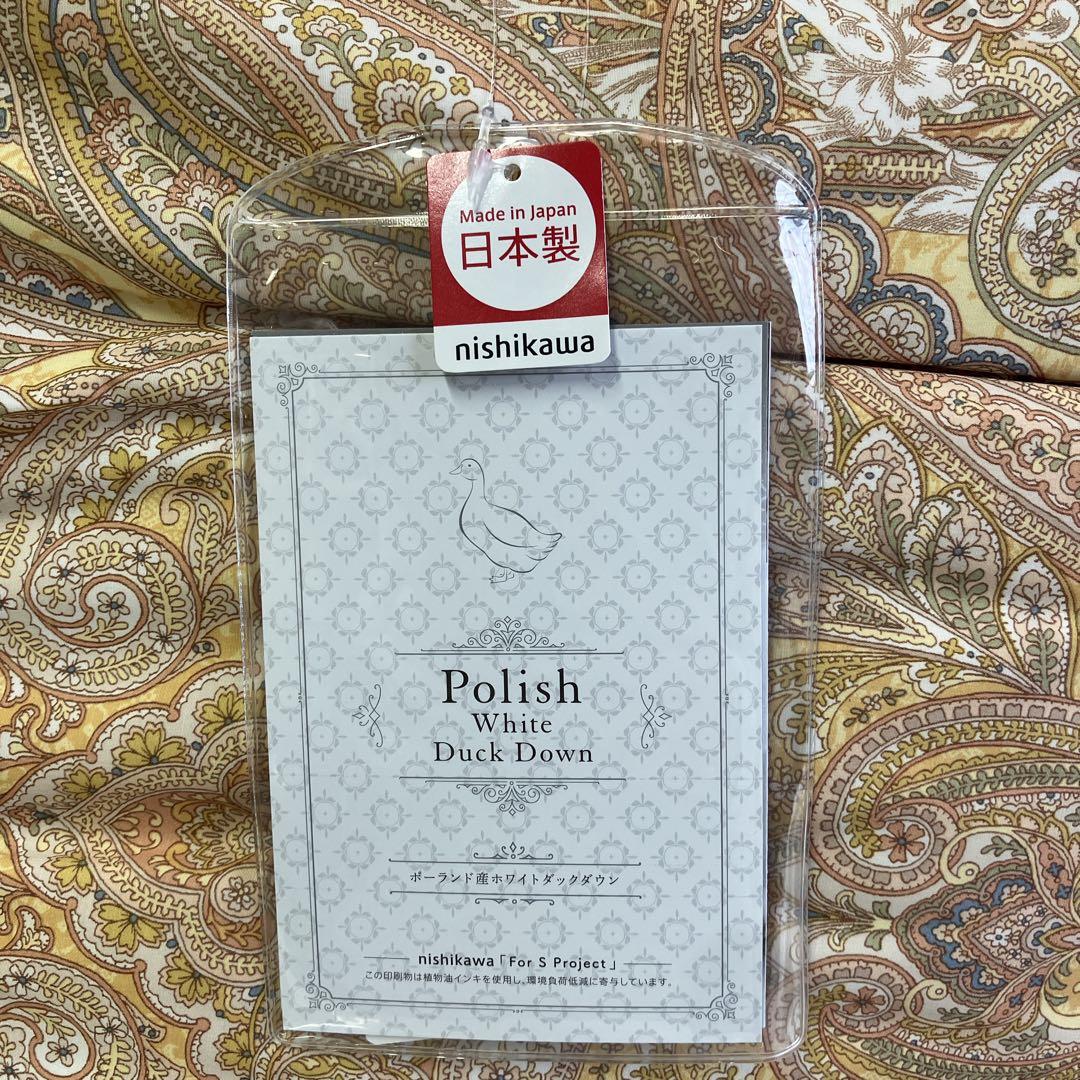 Made in Japan
日本製
nishikawa
Polish
White
Duck Down
ポーランド産ホワイトダックダウン
nishikawa「For S Project」
この印刷物は植物油インキを使用し、環境負荷低減に寄与しています。